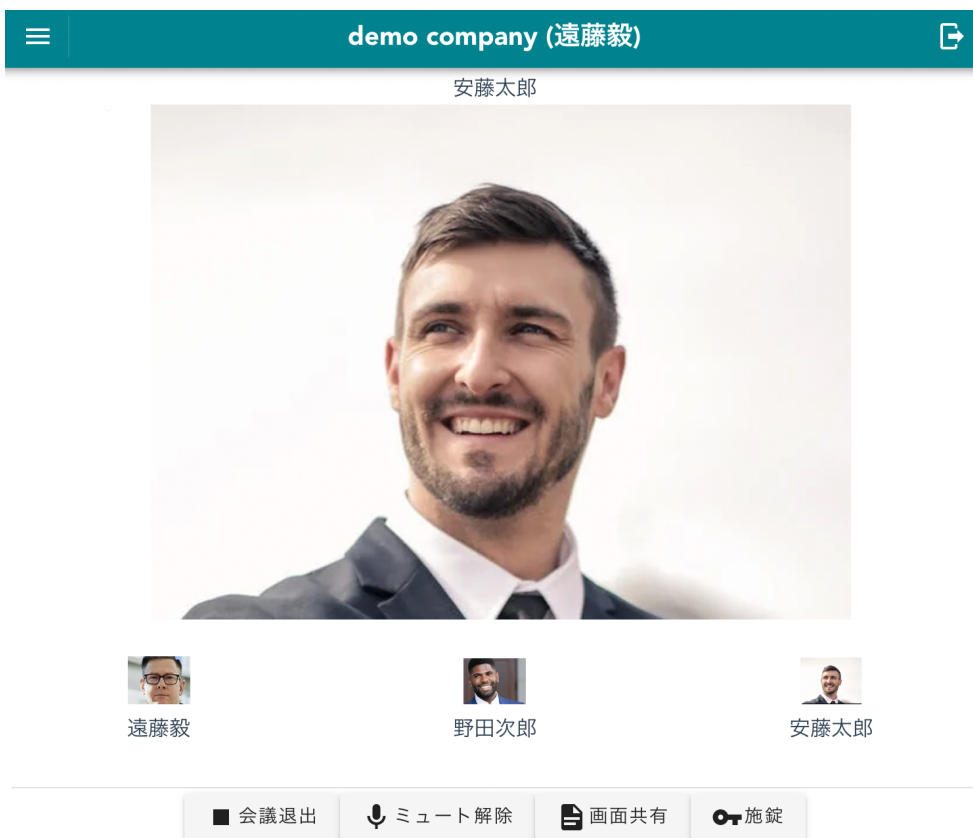 demo company (遠藤毅)
安藤太郎
遠藤毅
野田次郎
安藤太郎
会議退出
ミュート解除
画面共有
施錠